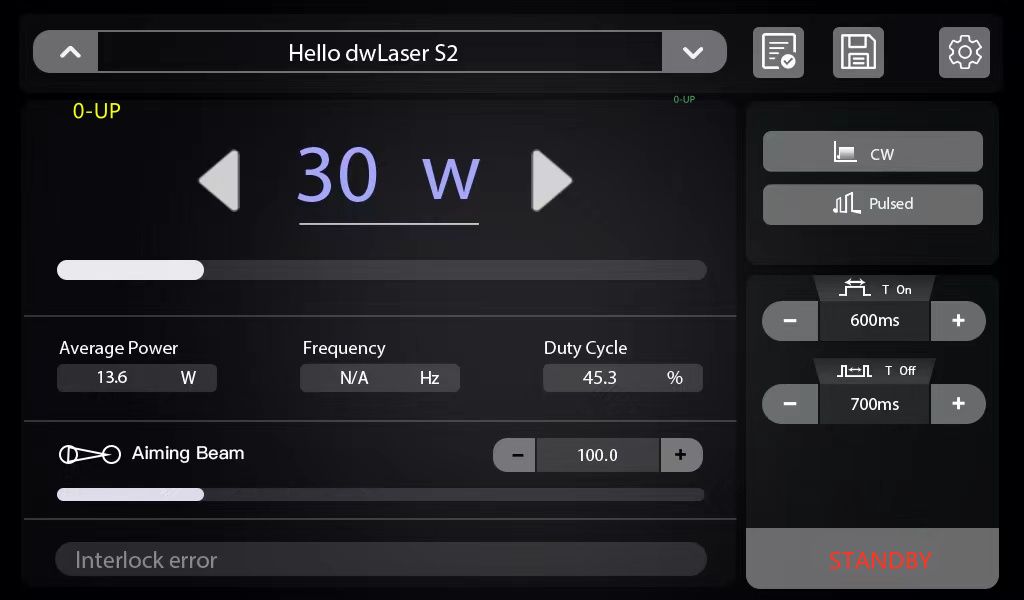 Hello dwLaser S2
0-UP
0-UP
30 W
CW
Pulsed
T On
− 600ms +
T Off
− 700ms +
Average Power
13.6 W
Frequency
N/A Hz
Duty Cycle
45.3 %
Aiming Beam
− 100.0 +
Interlock error
STANDBY